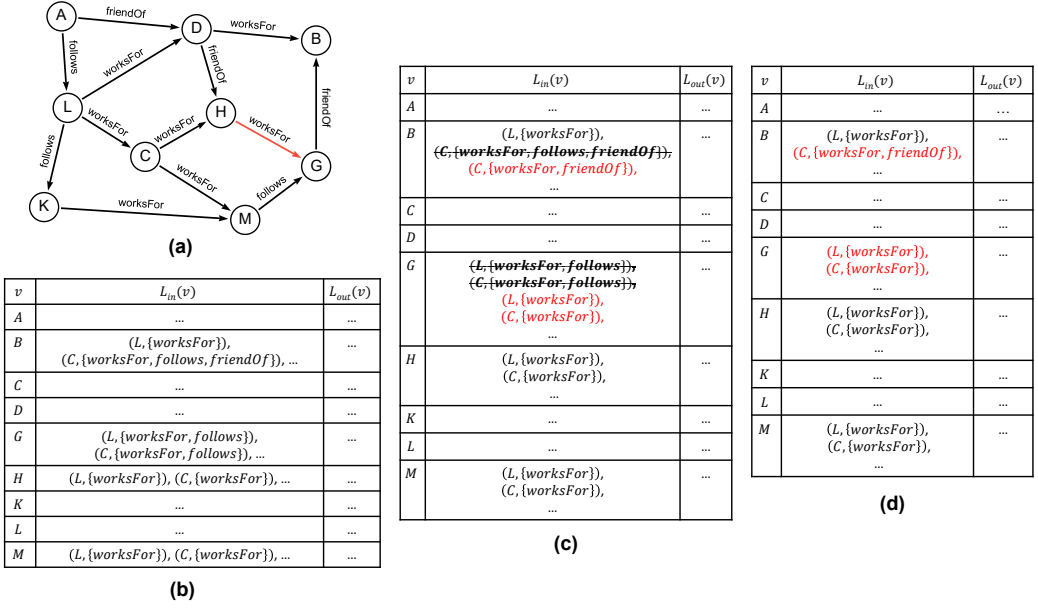 A
friendOf
D
worksFor
B
follows
worksFor
friendOf
friendOf
L
worksFor
worksFor
H
worksFor
C
G
follows
worksFor
follows
K
worksFor
M
(a)
v L_in(v) L_out(v)
A ... ...
B (L,{worksFor}), ...
(C,{worksFor,follows,friendOf}), ...
C ... ...
D ... ...
G (L,{worksFor,follows}), ...
(C,{worksFor,follows}), ...
H (L,{worksFor}), (C,{worksFor}), ... ...
K ... ...
L ... ...
M (L,{worksFor}), (C,{worksFor}), ... ...
(b)
v L_in(v) L_out(v)
A ... ...
B (L,{worksFor}), ...
(C,{worksFor,follows,friendOf}),
(C,{worksFor,friendOf}),
...
C ... ...
D ... ...
G (L,{worksFor,follows}), ...
(C,{worksFor,follows}),
(L,{worksFor}),
(C,{worksFor}),
...
H (L,{worksFor}), ...
(C,{worksFor}),
...
K ... ...
L ... ...
M (L,{worksFor}), ...
(C,{worksFor}),
...
(c)
v L_in(v) L_out(v)
A ... ...
B (L,{worksFor}), ...
(C,{worksFor,friendOf}),
...
C ... ...
D ... ...
G (L,{worksFor}), ...
(C,{worksFor}),
...
H (L,{worksFor}), ...
(C,{worksFor}),
...
K ... ...
L ... ...
M (L,{worksFor}), ...
(C,{worksFor}),
...
(d)